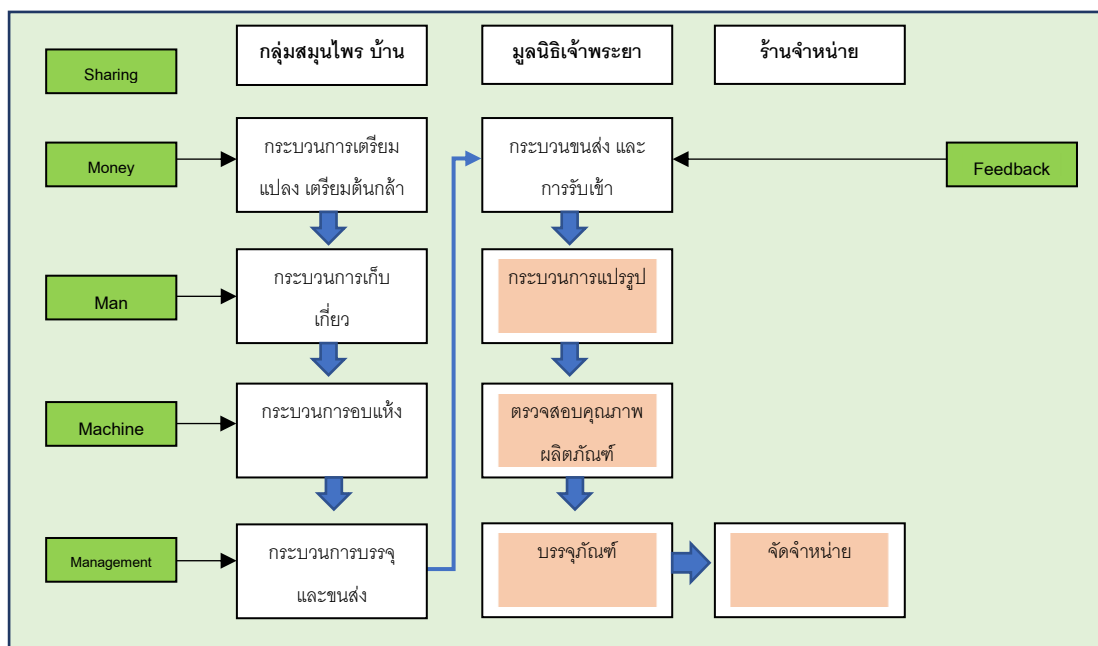 กลุ่มสมุนไพร บ้าน
มูลนิธิเจ้าพระยา
ร้านจำหน่าย
Sharing
Money
กระบวนการเตรียม
แปลง เตรียมต้นกล้า
กระบวนขนส่ง และ
การรับเข้า
Feedback
Man
กระบวนการเก็บ
เกี่ยว
กระบวนการแปรรูป
Machine
กระบวนการอบแห้ง
ตรวจสอบคุณภาพ
ผลิตภัณฑ์
Management
กระบวนการบรรจุ
และขนส่ง
บรรจุภัณฑ์
จัดจำหน่าย